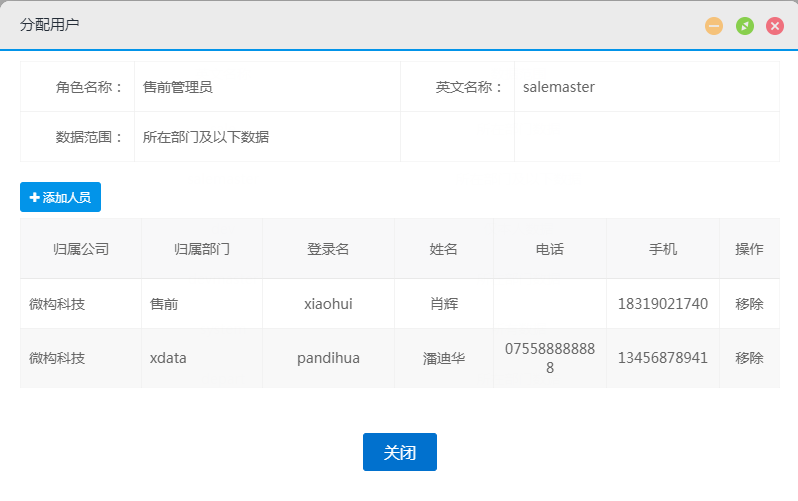 分配用户
角色名称： 售前管理员 英文名称： salemaster
数据范围： 所在部门及以下数据
添加人员
归属公司 归属部门 登录名 姓名 电话 手机 操作
微构科技 售前 xiaohui 肖辉 18319021740 移除
微构科技 xdata pandihua 潘迪华 07558888888 13456878941 移除
8
关闭